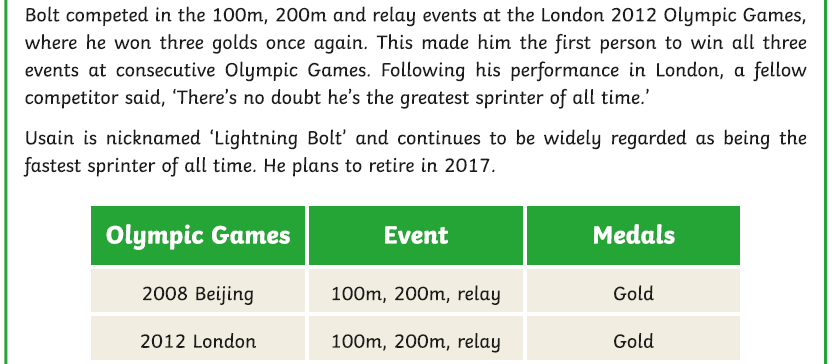 Bolt competed in the 100m, 200m and relay events at the London 2012 Olympic Games,
where he won three golds once again. This made him the first person to win all three
events at consecutive Olympic Games. Following his performance in London, a fellow
competitor said, ‘There’s no doubt he’s the greatest sprinter of all time.’
Usain is nicknamed ‘Lightning Bolt’ and continues to be widely regarded as being the
fastest sprinter of all time. He plans to retire in 2017.
Olympic Games Event Medals
2008 Beijing 100m, 200m, relay Gold
2012 London 100m, 200m, relay Gold